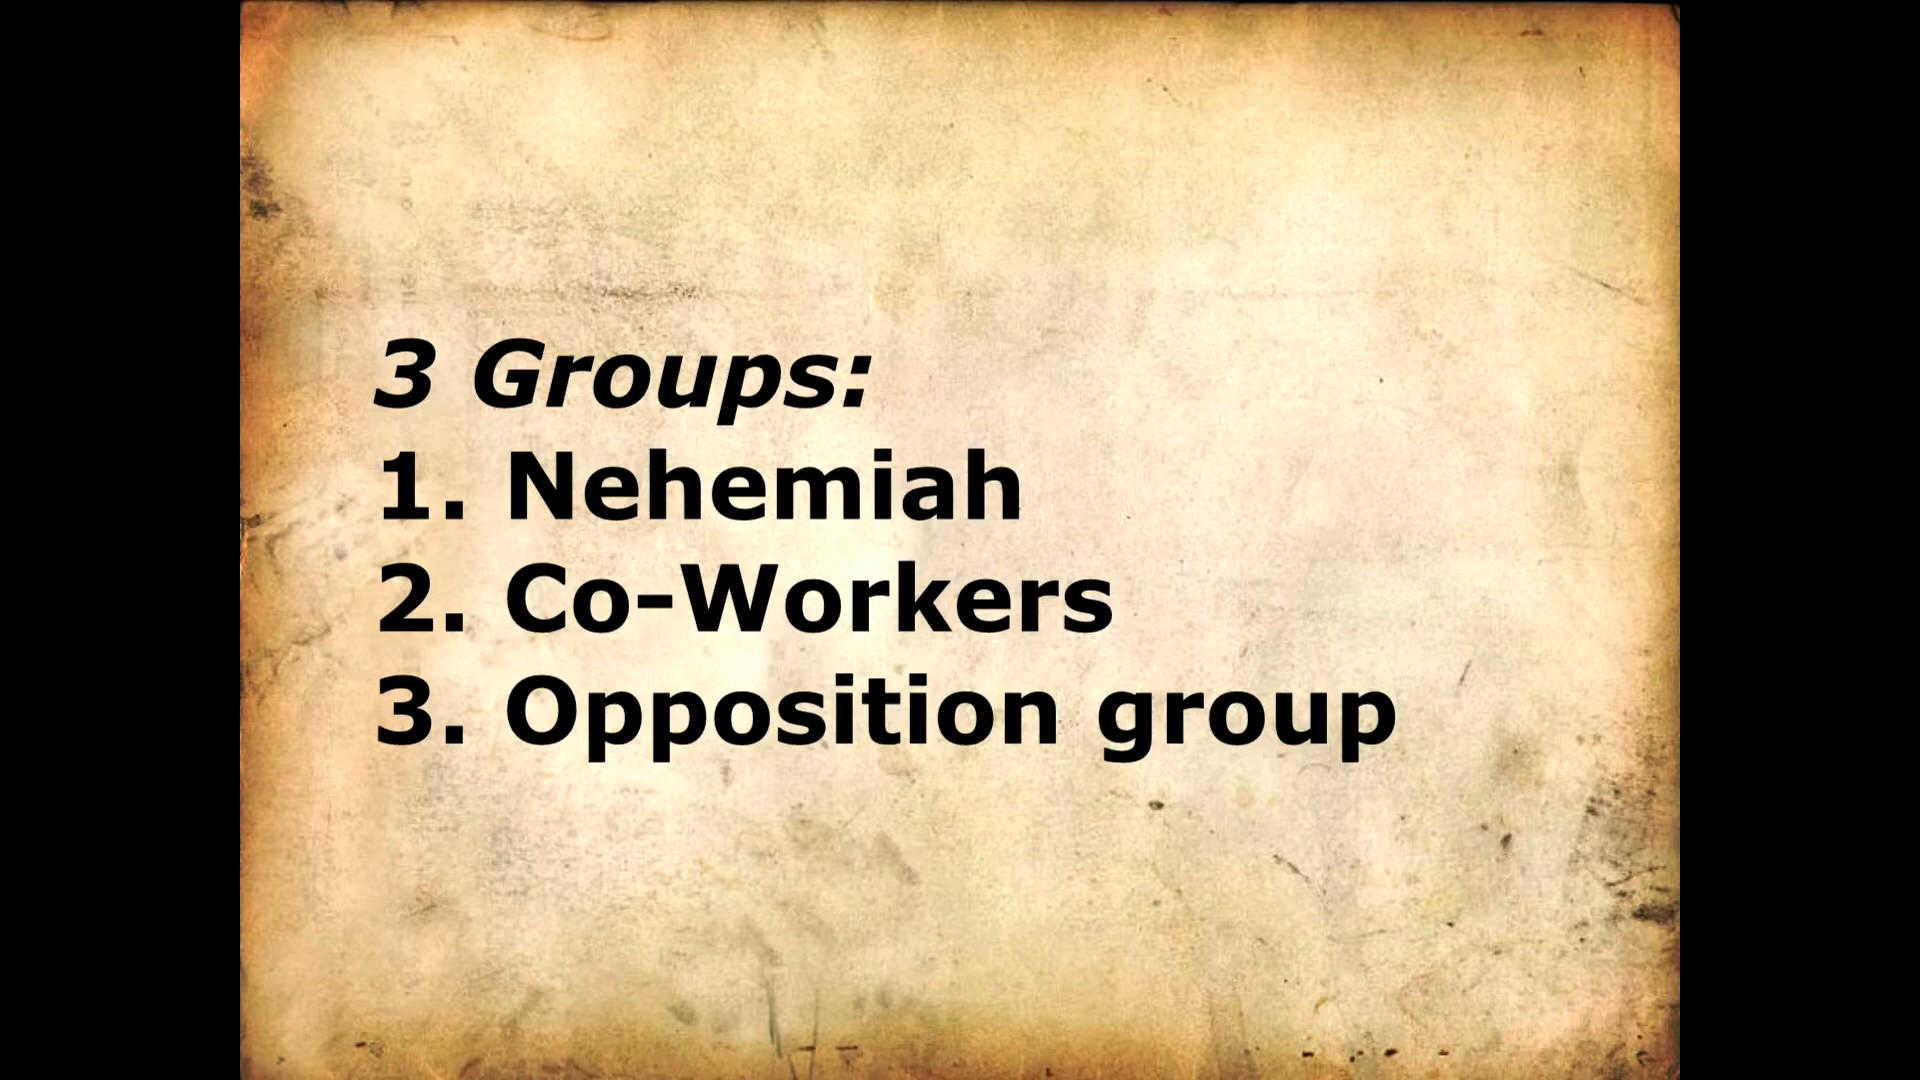 3 Groups:
1. Nehemiah
2. Co-Workers
3. Opposition group